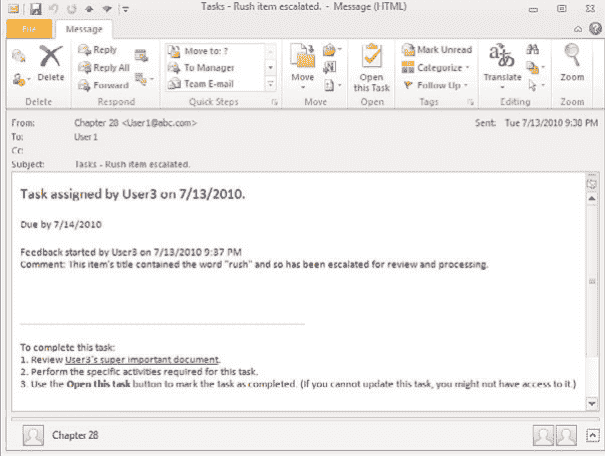 Tasks - Rush item escalated. - Message (HTML)
File Message
Delete
Reply
Reply All
Forward
Move to: ?
To Manager
Team E-mail
Move
Open this Task
Mark Unread
Categorize
Follow Up
Translate
Zoom
Delete Respond Quick Steps Move Open Tags Editing Zoom
From: Chapter 28 <User1@abc.com> Sent: Tue 7/13/2010 9:38 PM
To: User1
Cc:
Subject: Tasks - Rush item escalated.
Task assigned by User3 on 7/13/2010.
Due by 7/14/2010
Feedback started by User3 on 7/13/2010 9:37 PM
Comment: This item's title contained the word "rush" and so has been escalated for review and processing.
To complete this task:
1. Review User3's super important document.
2. Perform the specific activities required for this task.
3. Use the Open this task button to mark the task as completed. (If you cannot update this task, you might not have access to it.)
Chapter 28